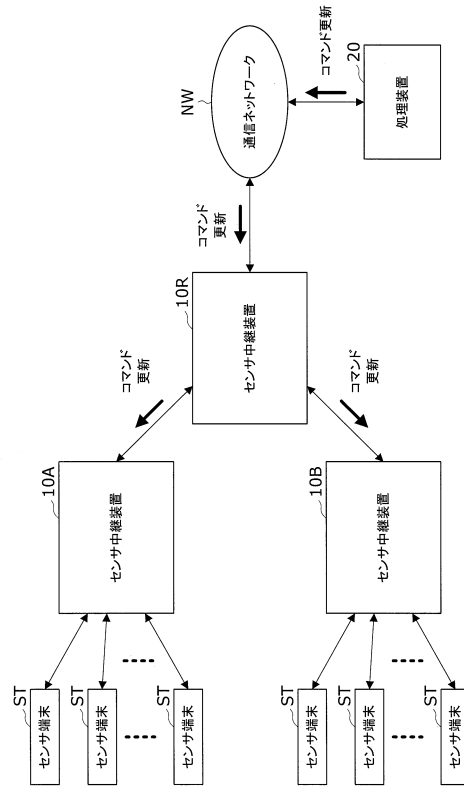 ST
センサ端末
ST
センサ端末
ST
センサ端末
10A
センサ中継装置
ST
センサ端末
ST
センサ端末
ST
センサ端末
10B
センサ中継装置
コマンド
更新
コマンド
更新
10R
センサ中継装置
コマンド
更新
NW
通信ネットワーク
コマンド更新
20
処理装置